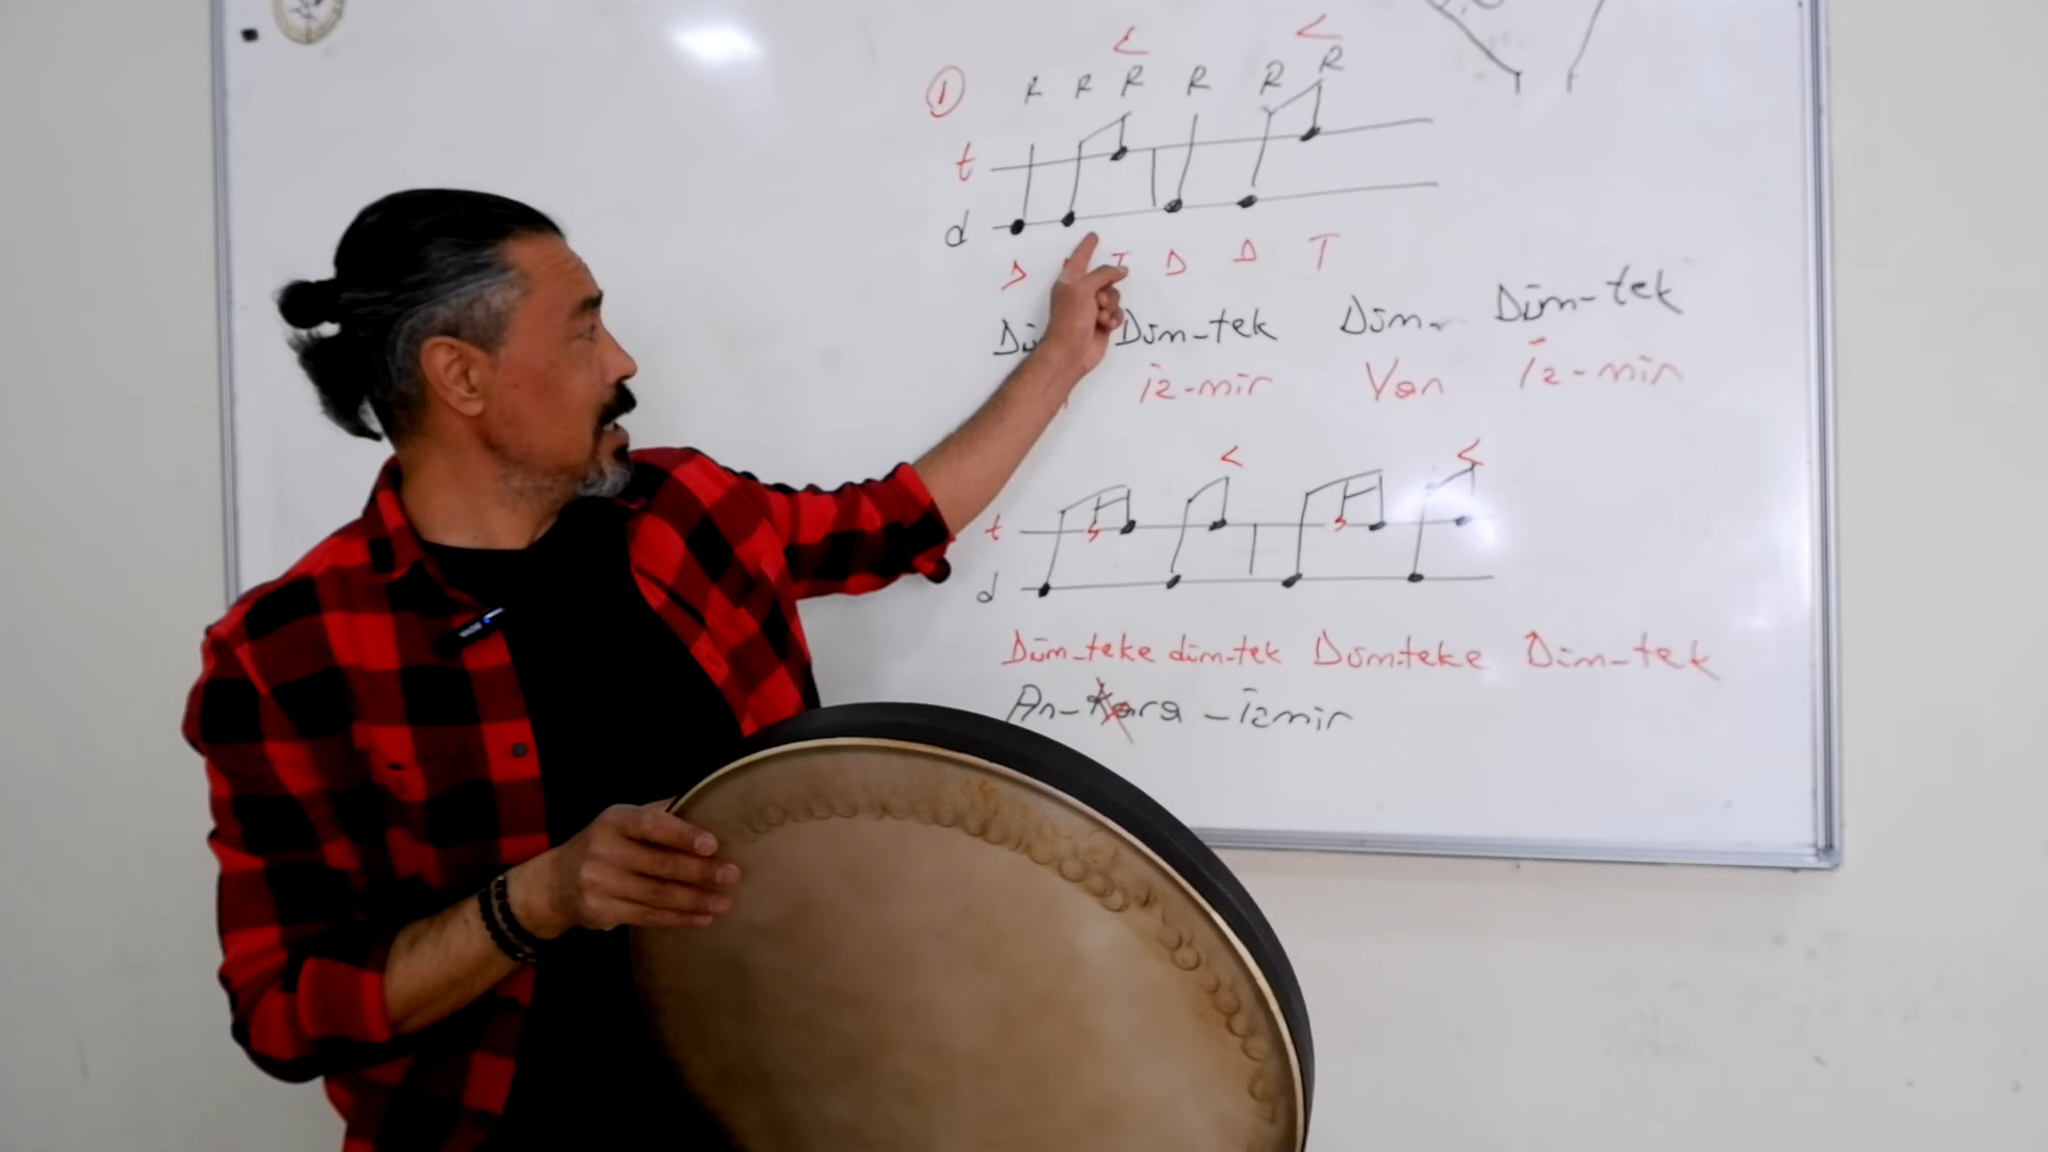 < <
① R R R R R R
t
d
D T D D T
Düm-tek Düm Düm-tek
İz-mir Van İz-mir
< <
t
d
Düm-teke düm-tek Düm-teke Düm-tek
An-kara-İzmir